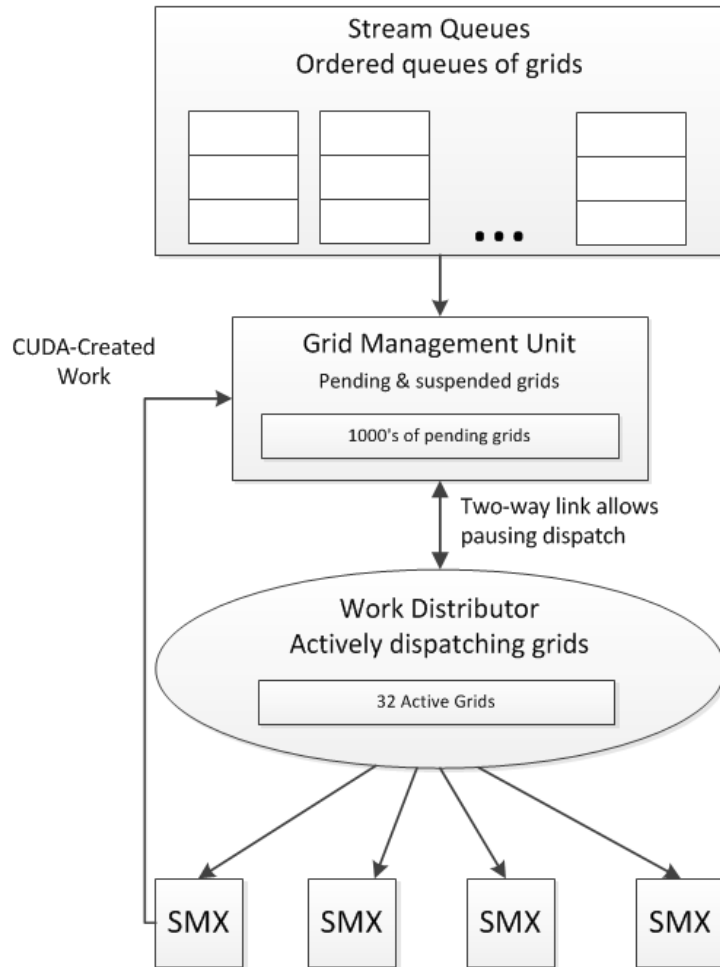 Stream Queues
Ordered queues of grids
...
CUDA-Created
Work
Grid Management Unit
Pending & suspended grids
1000's of pending grids
Two-way link allows
pausing dispatch
Work Distributor
Actively dispatching grids
32 Active Grids
SMX
SMX
SMX
SMX